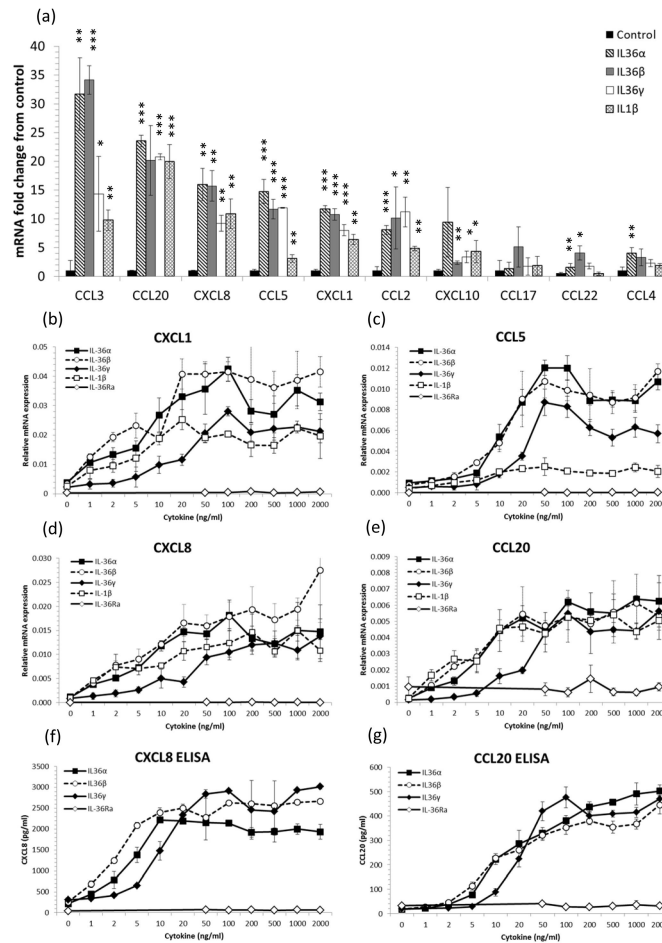 (a)
mRNA fold change from control
40
35
30
25
20
15
10
5
0
** *** * ** *** *** *** ** ** ** ** *** *** *** ** *** *** *** ** *** * ** ** ** * * ** * **
Control
IL36α
IL36β
IL36γ
IL1β
CCL3 CCL20 CXCL8 CCL5 CXCL1 CCL2 CXCL10 CCL17 CCL22 CCL4
(b)
CXCL1
Relative mRNA expression
0.05
0.04
0.03
0.02
0.01
0
IL-36α
IL-36β
IL-36γ
IL-1β
IL-36Ra
0 1 2 5 10 20 50 100 200 500 1000 2000
Cytokine (ng/ml)
(c)
CCL5
Relative mRNA expression
0.014
0.012
0.010
0.008
0.006
0.004
0.002
0.000
IL-36α
IL-36β
IL-36γ
IL-1β
IL-36Ra
0 1 2 5 10 20 50 100 200 500 1000 2000
Cytokine (ng/ml)
(d)
CXCL8
Relative mRNA expression
0.030
0.025
0.020
0.015
0.010
0.005
0.000
IL-36α
IL-36β
IL-36γ
IL-1β
IL-36Ra
0 1 2 5 10 20 50 100 200 500 1000 2000
Cytokine (ng/ml)
(e)
CCL20
Relative mRNA expression
0.009
0.008
0.007
0.006
0.005
0.004
0.003
0.002
0.001
0
IL-36α
IL-36β
IL-36γ
IL-1β
IL-36Ra
0 1 2 5 10 20 50 100 200 500 1000 2000
Cytokine (ng/ml)
(f)
CXCL8 ELISA
CXCL8 (pg/ml)
3500
3000
2500
2000
1500
1000
500
0
IL36α
IL36β
IL36γ
IL-36Ra
0 1 2 5 10 20 50 100 200 500 1000 2000
Cytokine (ng/ml)
(g)
CCL20 ELISA
CCL20 (pg/ml)
600
500
400
300
200
100
0
IL36α
IL36β
IL36γ
IL-36Ra
0 1 2 5 10 20 50 100 200 500 1000 2000
Cytokine (ng/ml)